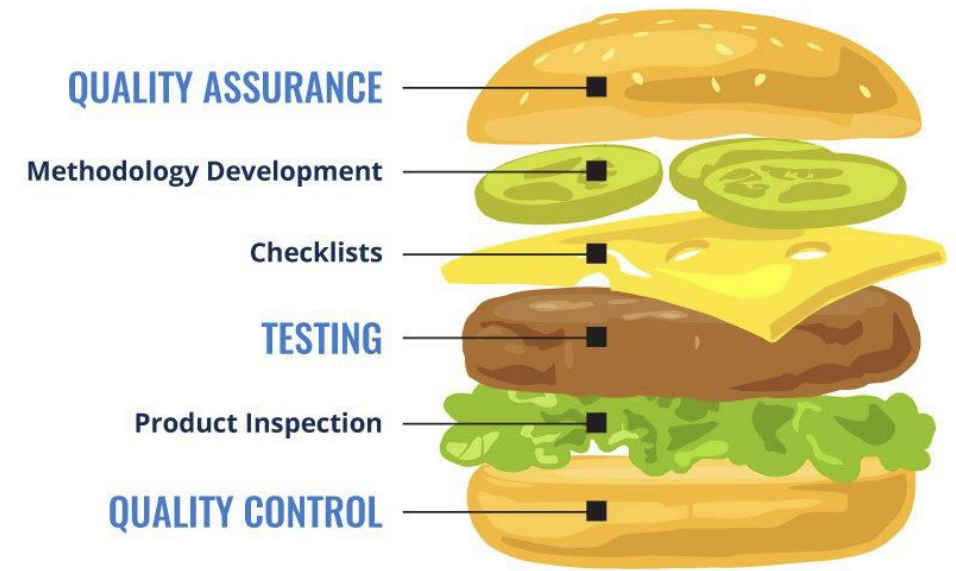 QUALITY ASSURANCE
Methodology Development
Checklists
TESTING
Product Inspection
QUALITY CONTROL